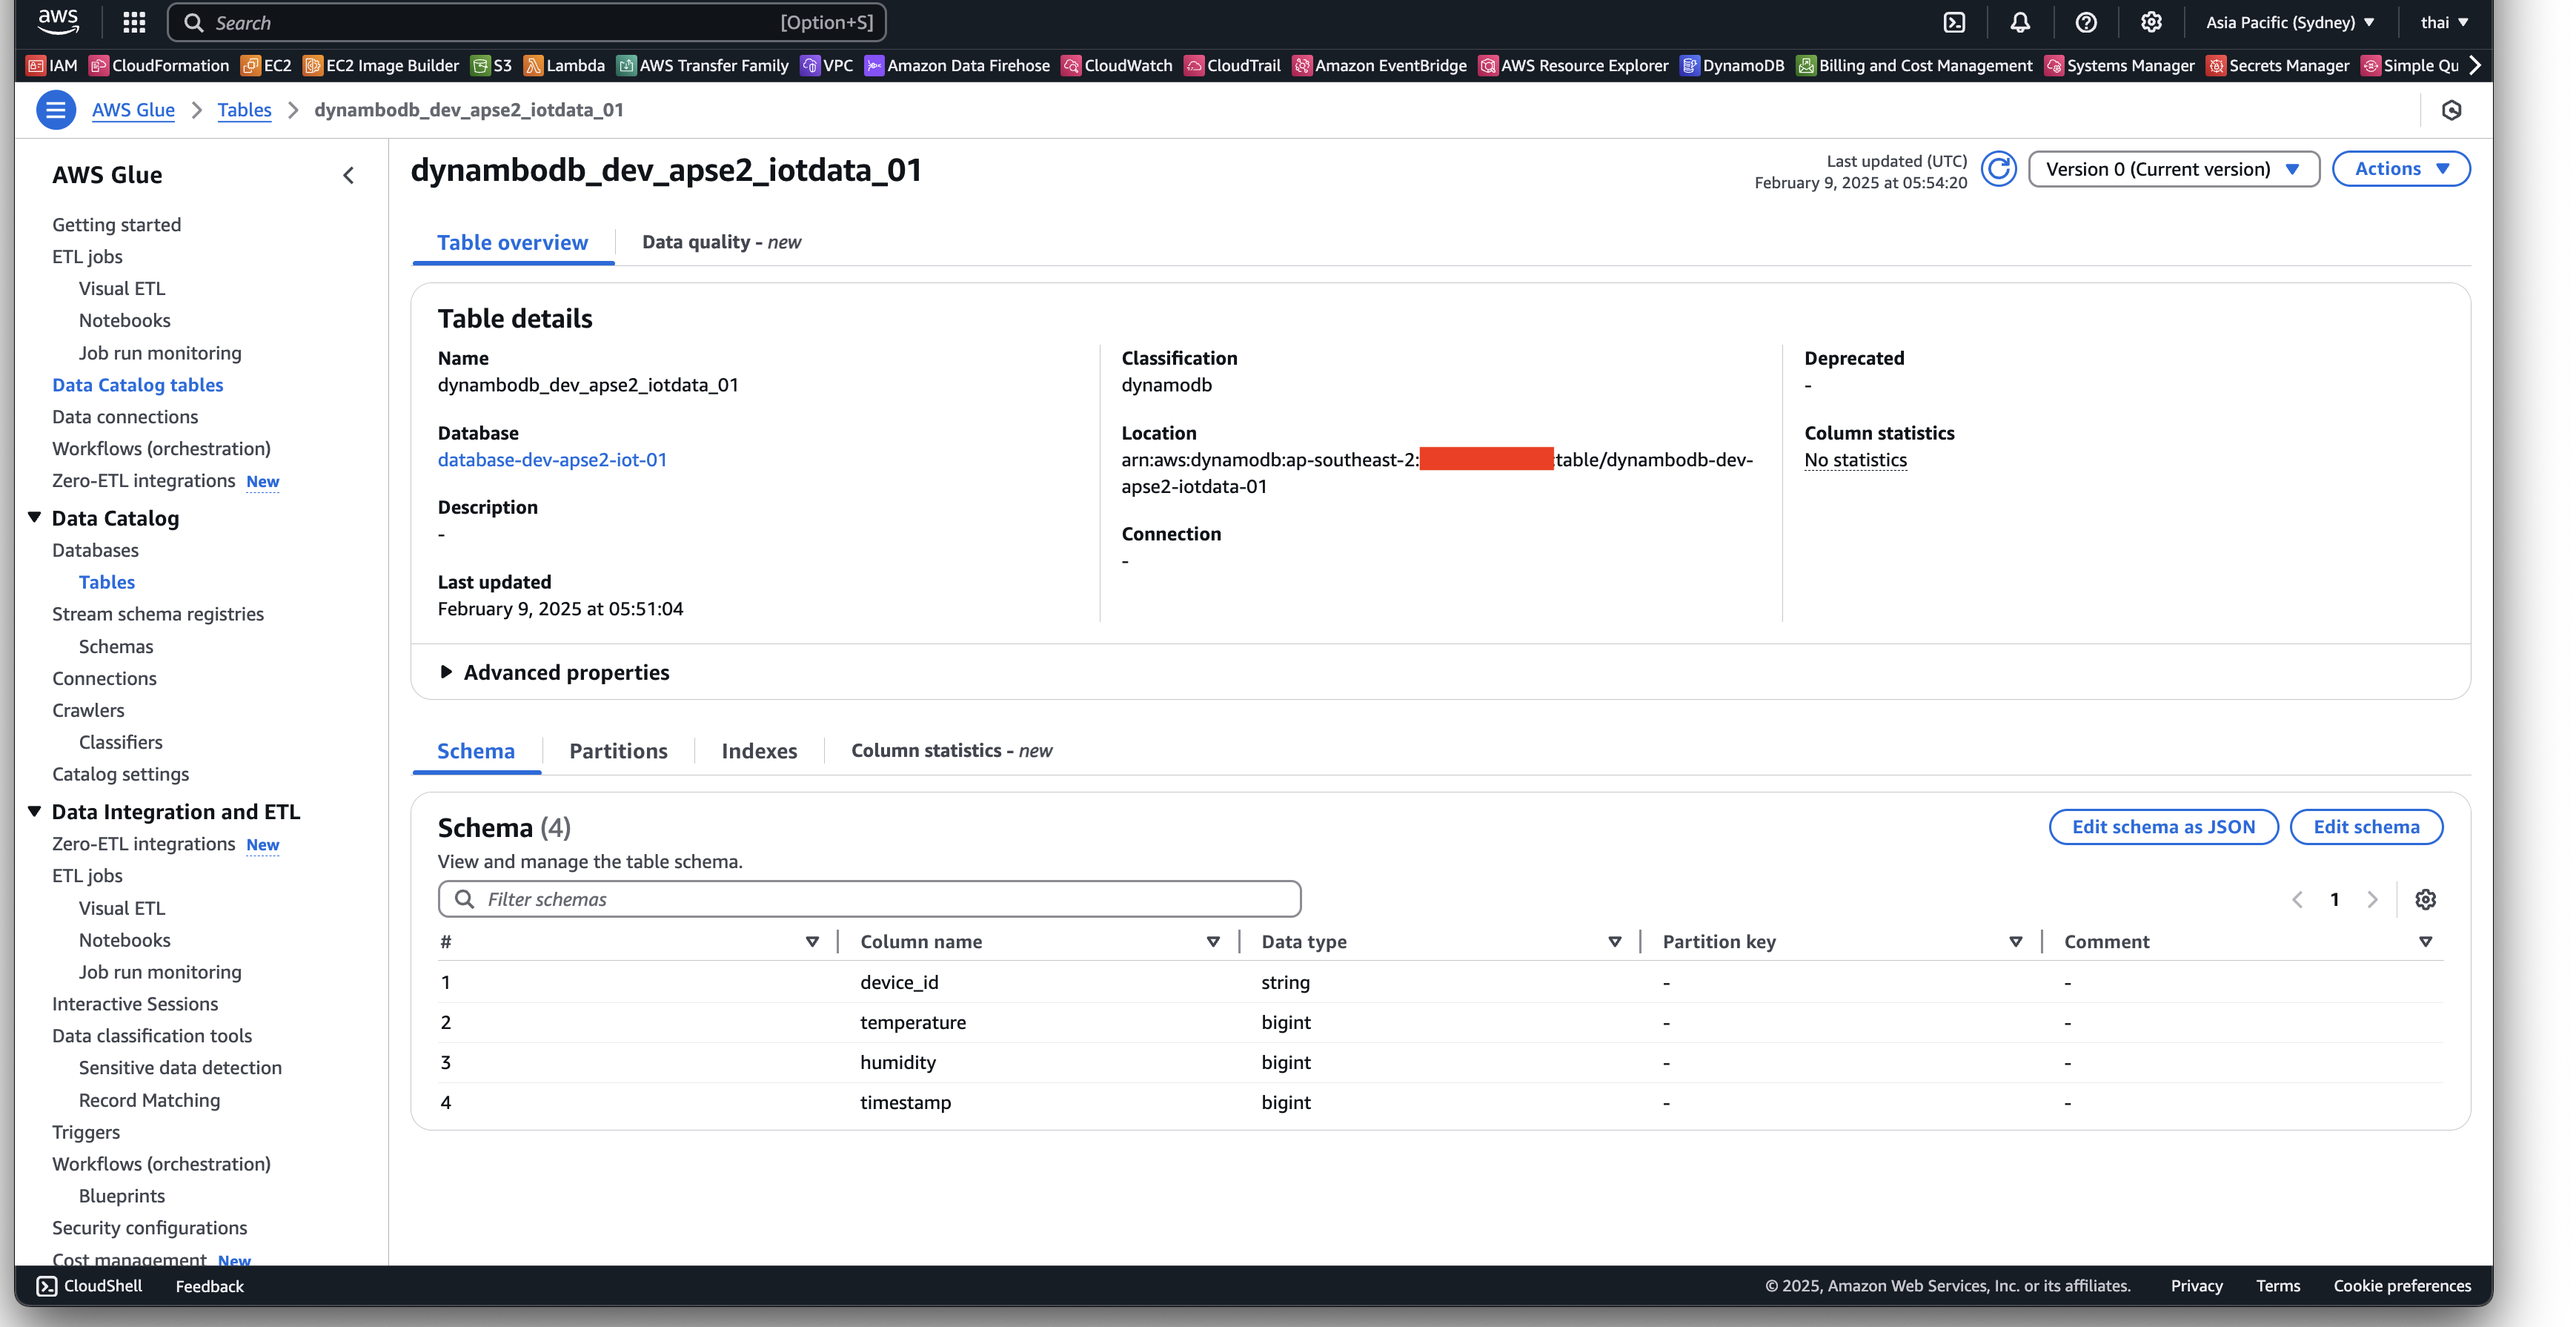 aws
Search [Option+S]
Asia Pacific (Sydney) thai
IAM CloudFormation EC2 EC2 Image Builder S3 Lambda AWS Transfer Family VPC Amazon Data Firehose CloudWatch CloudTrail Amazon EventBridge AWS Resource Explorer DynamoDB Billing and Cost Management Systems Manager Secrets Manager Simple Qu
AWS Glue Tables dynambodb_dev_apse2_iotdata_01
AWS Glue
Getting started
ETL jobs
Visual ETL
Notebooks
Job run monitoring
Data Catalog tables
Data connections
Workflows (orchestration)
Zero-ETL integrations New
Data Catalog
Databases
Tables
Stream schema registries
Schemas
Connections
Crawlers
Classifiers
Catalog settings
Data Integration and ETL
Zero-ETL integrations New
ETL jobs
Visual ETL
Notebooks
Job run monitoring
Interactive Sessions
Data classification tools
Sensitive data detection
Record Matching
Triggers
Workflows (orchestration)
Blueprints
Security configurations
Cost management New
dynambodb_dev_apse2_iotdata_01
Last updated (UTC)
February 9, 2025 at 05:54:20
Version 0 (Current version)
Actions
Table overview Data quality - new
Table details
Name
dynambodb_dev_apse2_iotdata_01
Database
database-dev-apse2-iot-01
Description
-
Last updated
February 9, 2025 at 05:51:04
Classification
dynamodb
Location
arn:aws:dynamodb:ap-southeast-2: :table/dynambodb-dev-
apse2-iotdata-01
Connection
-
Deprecated
-
Column statistics
No statistics
Advanced properties
Schema Partitions Indexes Column statistics - new
Schema (4)
View and manage the table schema.
Edit schema as JSON Edit schema
Filter schemas
1
# Column name Data type Partition key Comment
1 device_id string - -
2 temperature bigint - -
3 humidity bigint - -
4 timestamp bigint - -
CloudShell Feedback
© 2025, Amazon Web Services, Inc. or its affiliates. Privacy Terms Cookie preferences